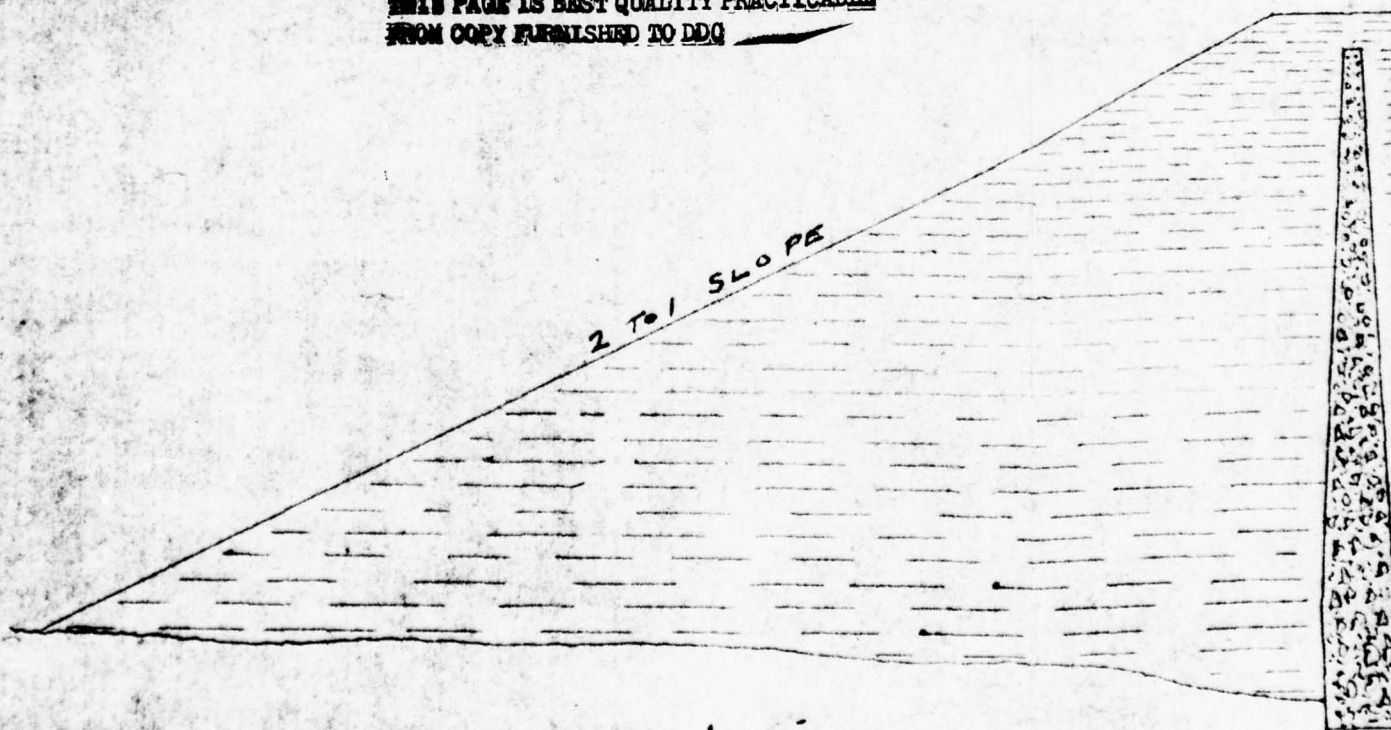 THIS PAGE IS BEST QUALITY PRACTICABLE
FROM COPY FURNISHED TO DDC
2 TO 1 SLOPE